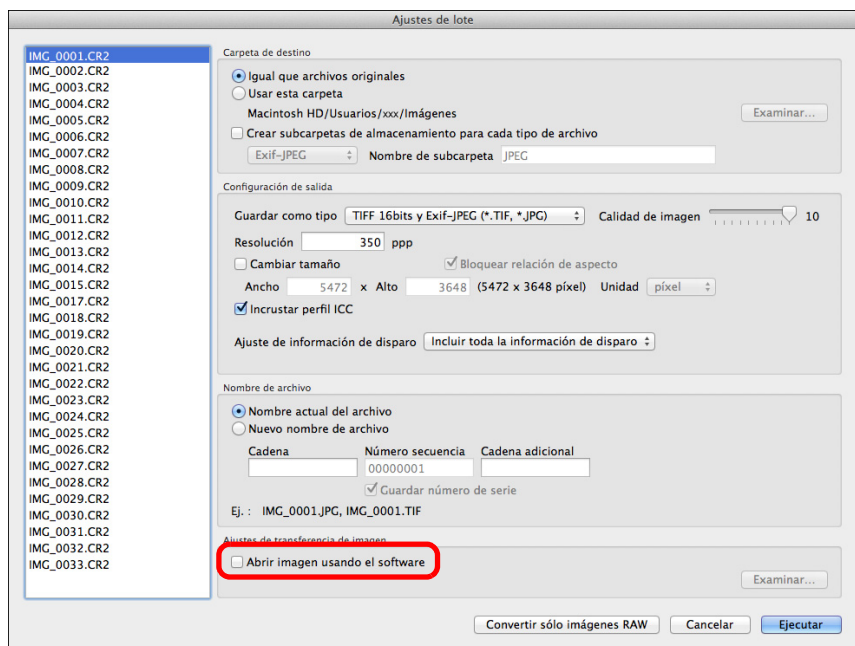 Ajustes de lote
IMG_0001.CR2
IMG_0002.CR2
IMG_0003.CR2
IMG_0004.CR2
IMG_0005.CR2
IMG_0006.CR2
IMG_0007.CR2
IMG_0008.CR2
IMG_0009.CR2
IMG_0010.CR2
IMG_0011.CR2
IMG_0012.CR2
IMG_0013.CR2
IMG_0014.CR2
IMG_0015.CR2
IMG_0017.CR2
IMG_0018.CR2
IMG_0019.CR2
IMG_0020.CR2
IMG_0021.CR2
IMG_0022.CR2
IMG_0023.CR2
IMG_0024.CR2
IMG_0025.CR2
IMG_0026.CR2
IMG_0027.CR2
IMG_0028.CR2
IMG_0029.CR2
IMG_0030.CR2
IMG_0031.CR2
IMG_0032.CR2
IMG_0033.CR2
Carpeta de destino
Igual que archivos originales
Usar esta carpeta
Macintosh HD/Usuarios/xxx/Imágenes Examinar...
Crear subcarpetas de almacenamiento para cada tipo de archivo
Exif-JPEG Nombre de subcarpeta JPEG
Configuración de salida
Guardar como tipo TIFF 16bits y Exif-JPEG (*.TIF, *.JPG) Calidad de imagen 10
Resolución 350 ppp
Cambiar tamaño Bloquear relación de aspecto
Ancho 5472 x Alto 3648 (5472 x 3648 píxel) Unidad píxel
Incrustar perfil ICC
Ajuste de información de disparo Incluir toda la información de disparo
Nombre de archivo
Nombre actual del archivo
Nuevo nombre de archivo
Cadena Número secuencia Cadena adicional
00000001
Guardar número de serie
Ej. : IMG_0001.JPG, IMG_0001.TIF
Ajustes de transferencia de imagen
Abrir imagen usando el software
Examinar...
Convertir sólo imágenes RAW Cancelar Ejecutar